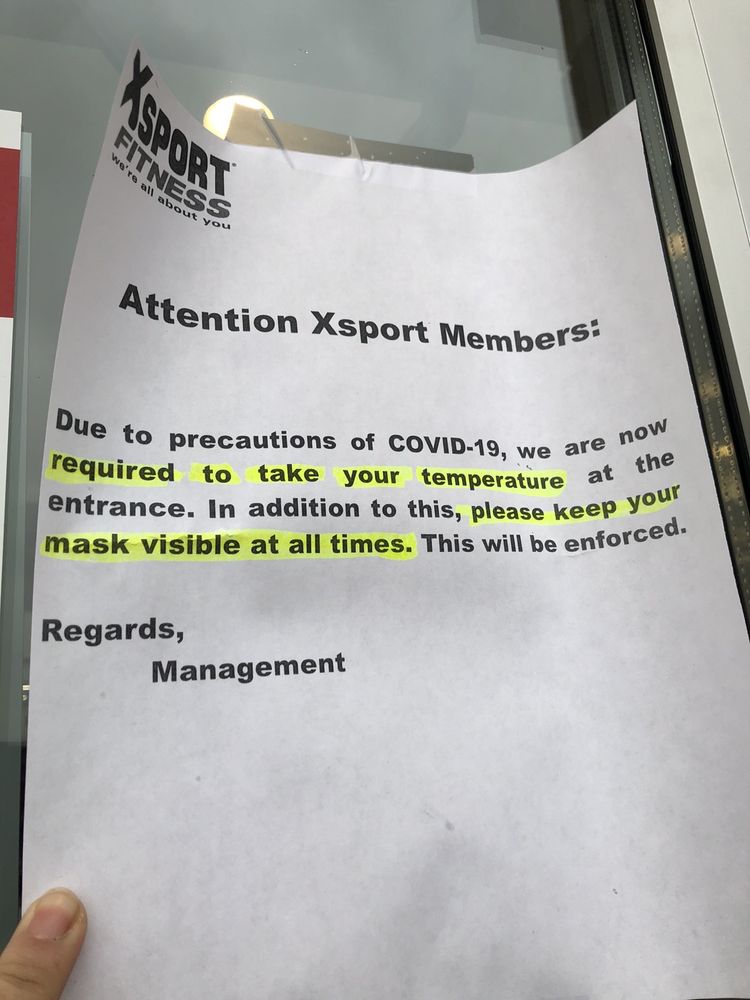 XSPORT®
FITNESS
we're all about you
Attention Xsport Members:
Due to precautions of COVID-19, we are now
required to take your temperature at the
entrance. In addition to this, please keep your
mask visible at all times. This will be enforced.
Regards,
Management